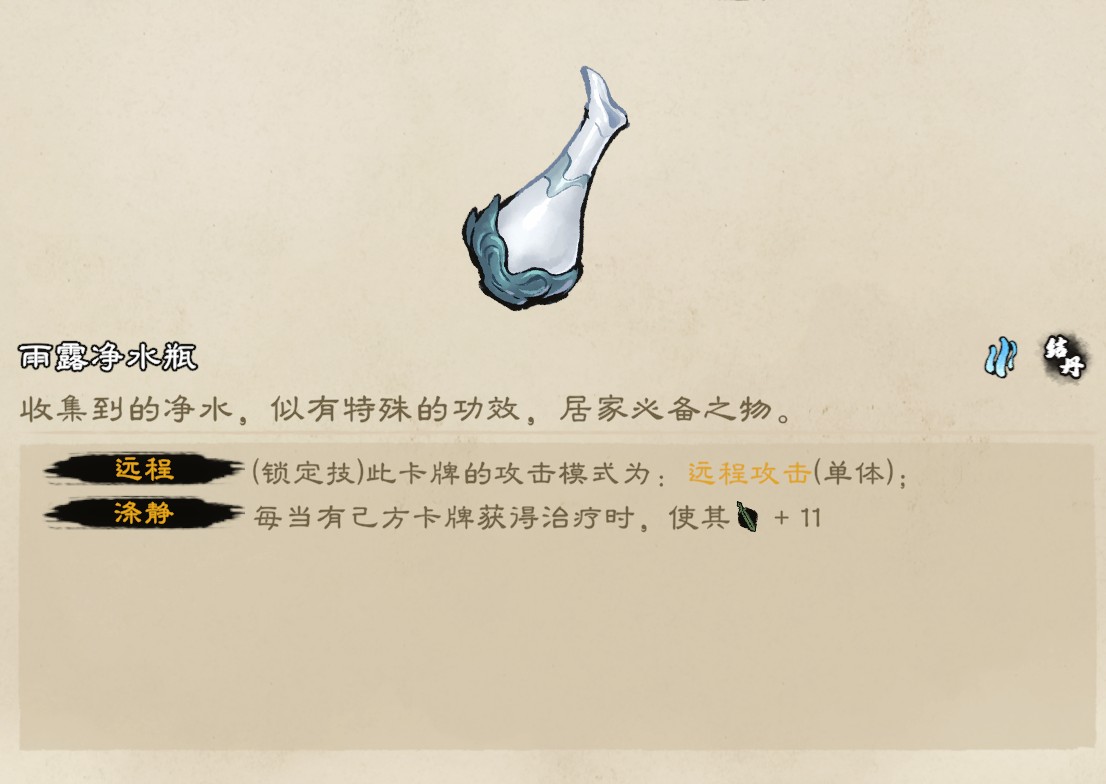 雨露净水瓶
结丹
收集到的净水，似有特殊的功效，居家必备之物。
远程 (锁定技)此卡牌的攻击模式为：远程攻击(单体)；
涤静 每当有己方卡牌获得治疗时，使其 + 11